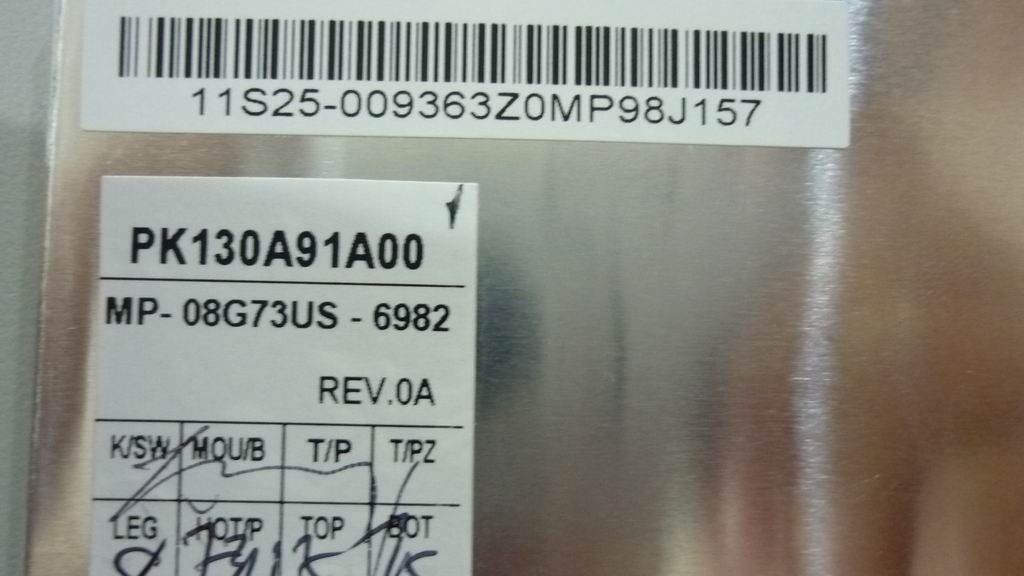 11S25-009363Z0MP98J157
PK130A91A00
MP- 08G73US - 6982
REV.0A
K/SW MOU/B T/P T/PZ
LEG HOT/P TOP BOT